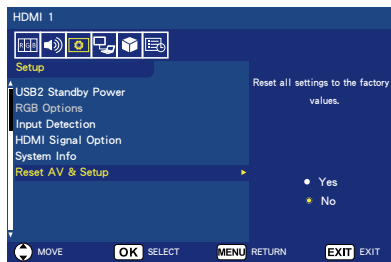 HDMI 1
RGB
Setup
USB2 Standby Power
RGB Options
Input Detection
HDMI Signal Option
System Info
Reset AV & Setup
Reset all settings to the factory
values.
Yes
No
MOVE OK SELECT MENU RETURN EXIT EXIT